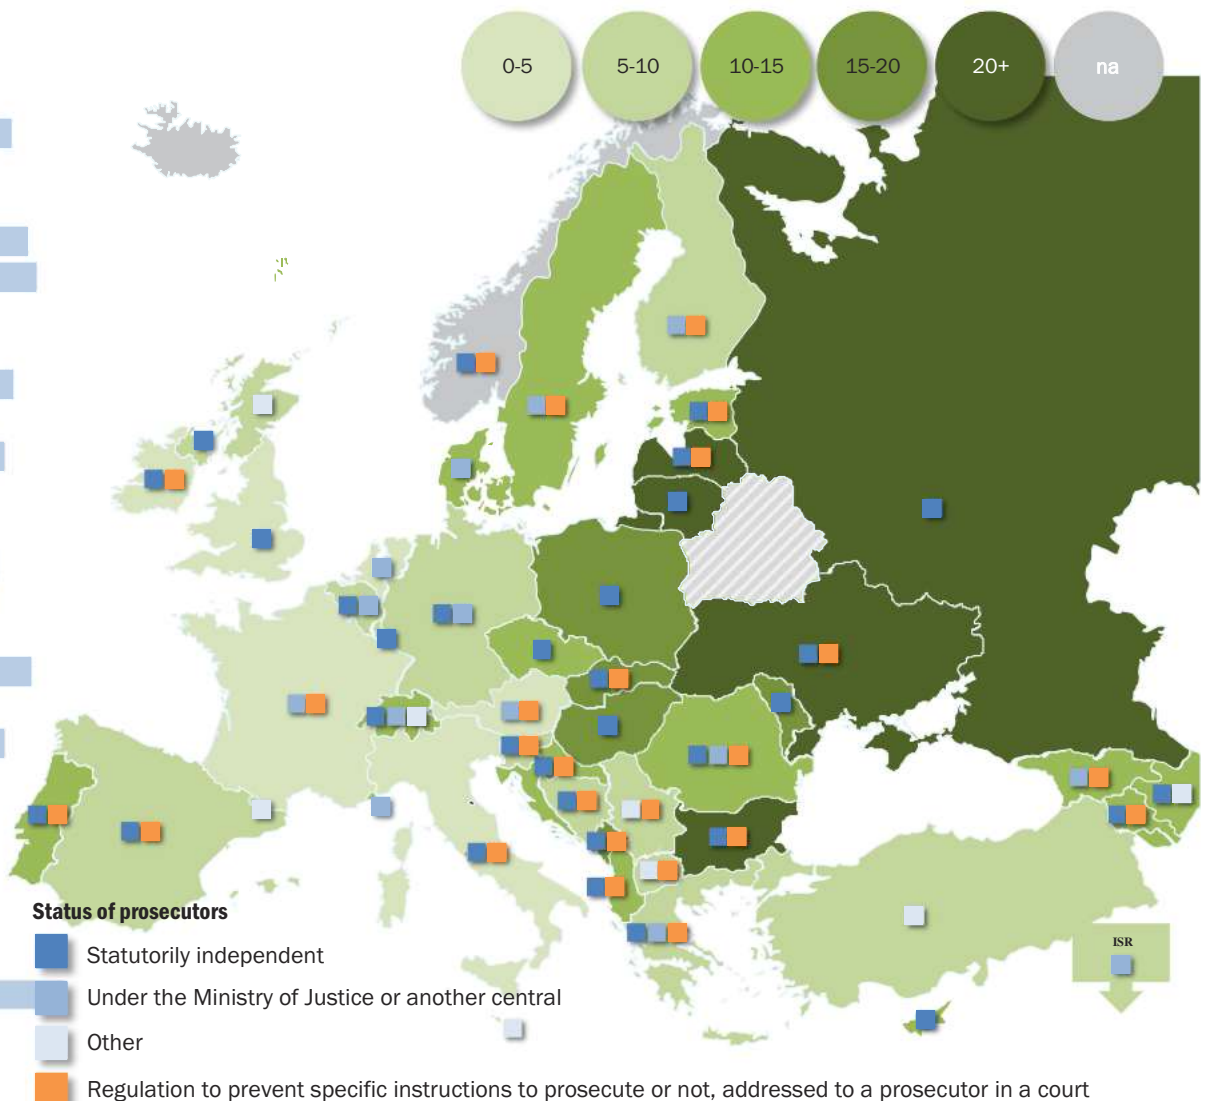 0-5
5-10
10-15
15-20
20+
na
ISR
Status of prosecutors
Statutorily independent
Under the Ministry of Justice or another central
Other
Regulation to prevent specific instructions to prosecute or not, addressed to a prosecutor in a court